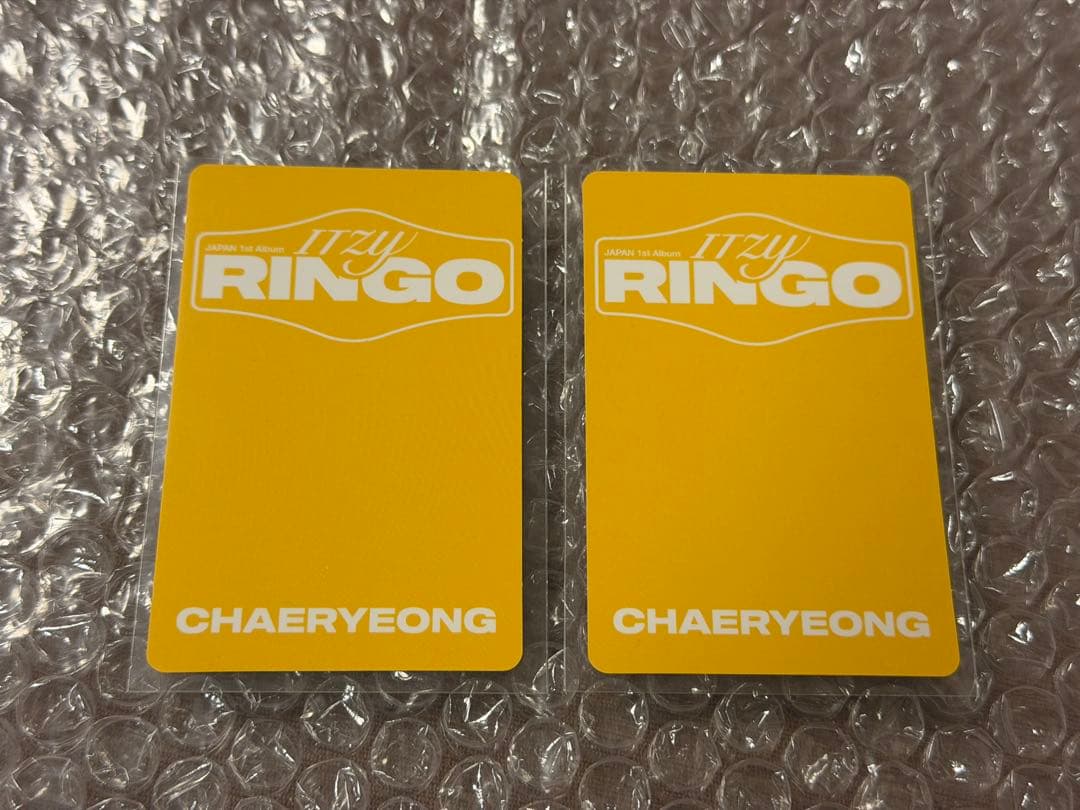 JAPAN 1st Album ITZY
RINGO
CHAERYEONG
JAPAN 1st Album ITZY
RINGO
CHAERYEONG